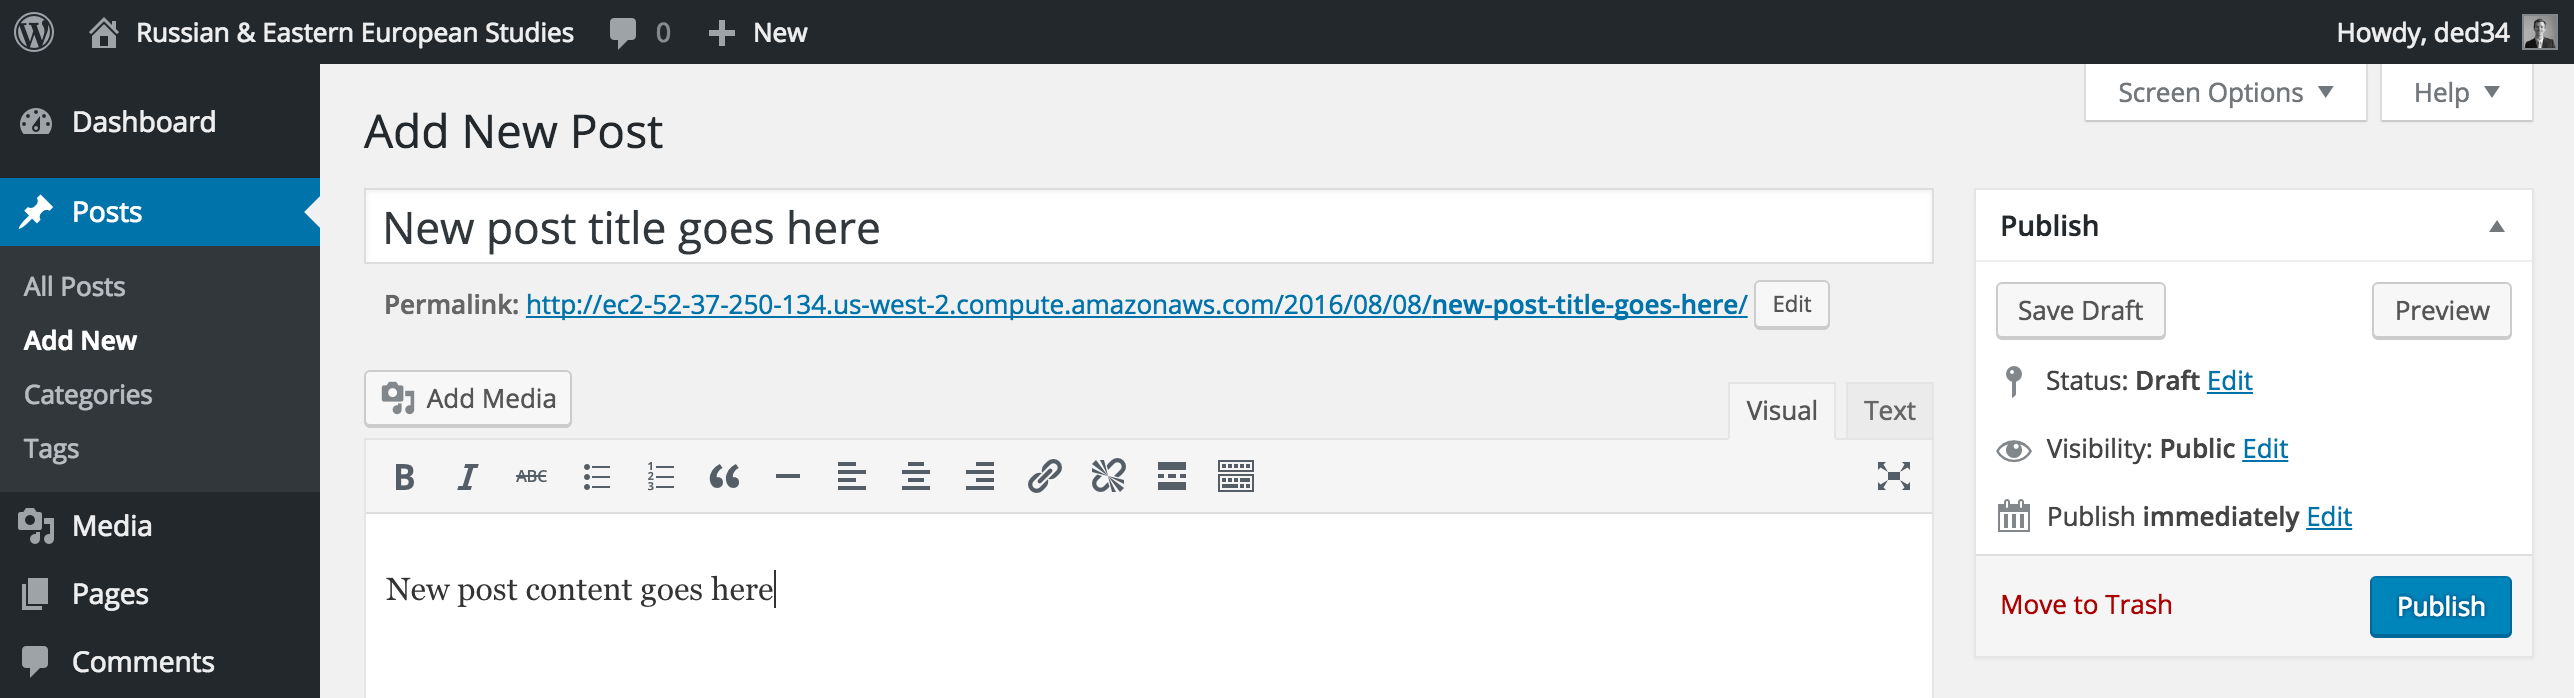 Russian & Eastern European Studies 0 New Howdy, ded34
Screen Options Help
Dashboard
Posts
All Posts
Add New
Categories
Tags
Media
Pages
Comments
Add New Post
New post title goes here
Permalink: http://ec2-52-37-250-134.us-west-2.compute.amazonaws.com/2016/08/08/new-post-title-goes-here/ Edit
Add Media
Visual Text
B I ABC
New post content goes here
Publish
Save Draft Preview
Status: Draft Edit
Visibility: Public Edit
Publish immediately Edit
Move to Trash Publish